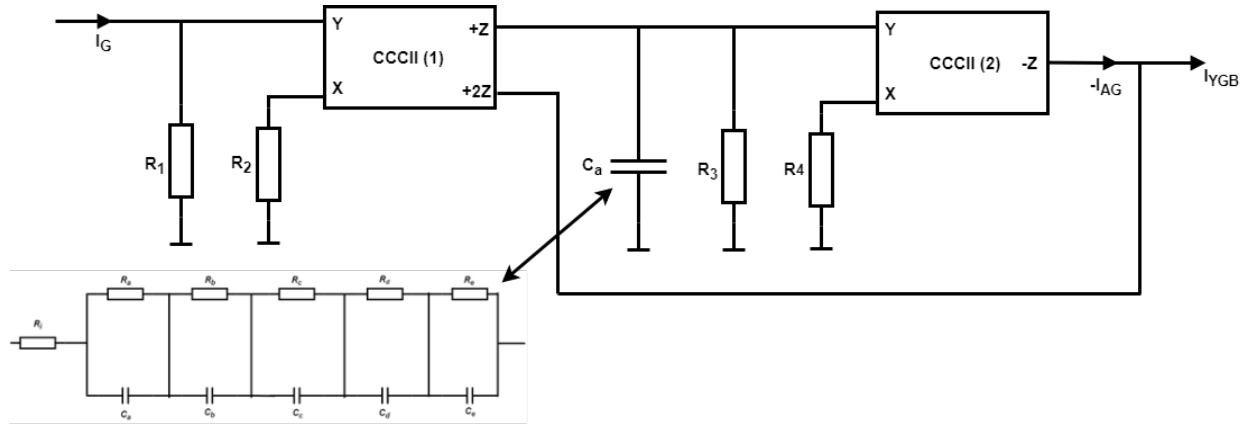 I_G
Y
X
CCCII (1)
+Z
+2Z
R_1
R_2
C_a
R_3
R_4
Y
X
CCCII (2)
-Z
-I_AG
I_YGB
R_i
R_a
R_b
R_c
R_d
R_e
C_a
C_b
C_c
C_d
C_e